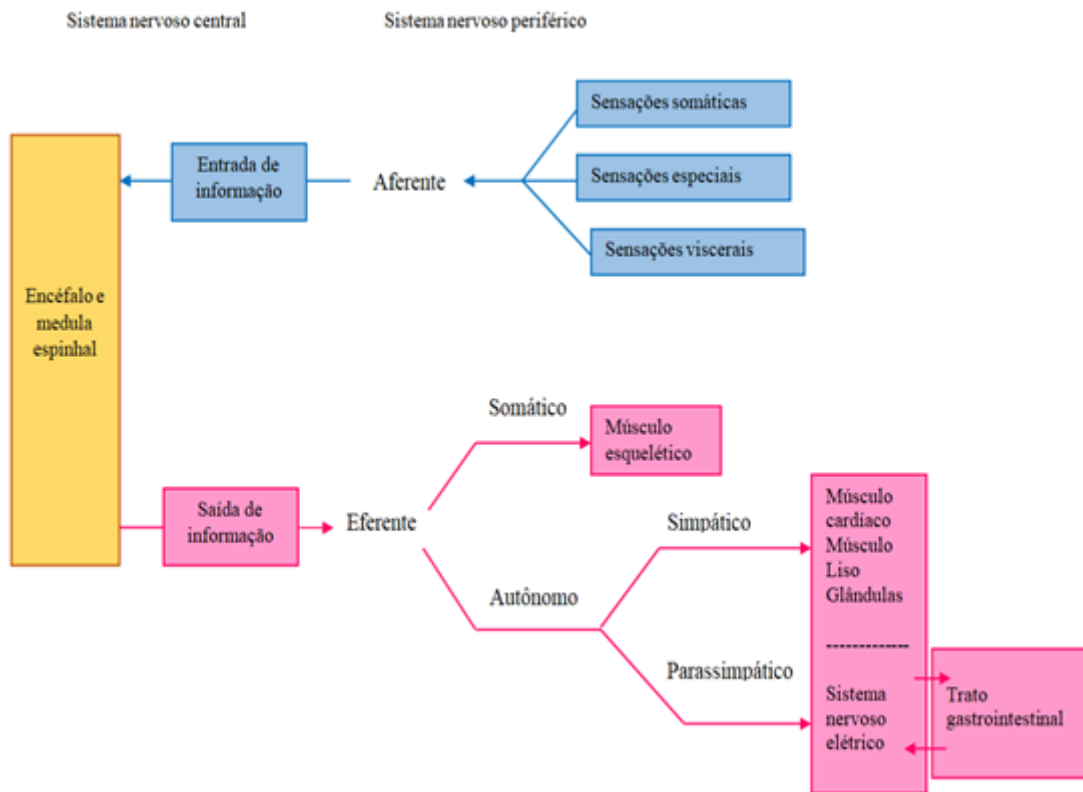 Sistema nervoso central
Sistema nervoso periférico
Sensações somáticas
Entrada de
informação
Aferente
Sensações especiais
Sensações viscerais
Encéfalo e
medula
espinhal
Somático
Músculo
esquelético
Saída de
informação
Eferente
Simpático
Autônomo
Parassimpático
Músculo
cardíaco
Músculo
Liso
Glândulas
-------------
Sistema
nervoso
elétrico
Trato
gastrointestinal